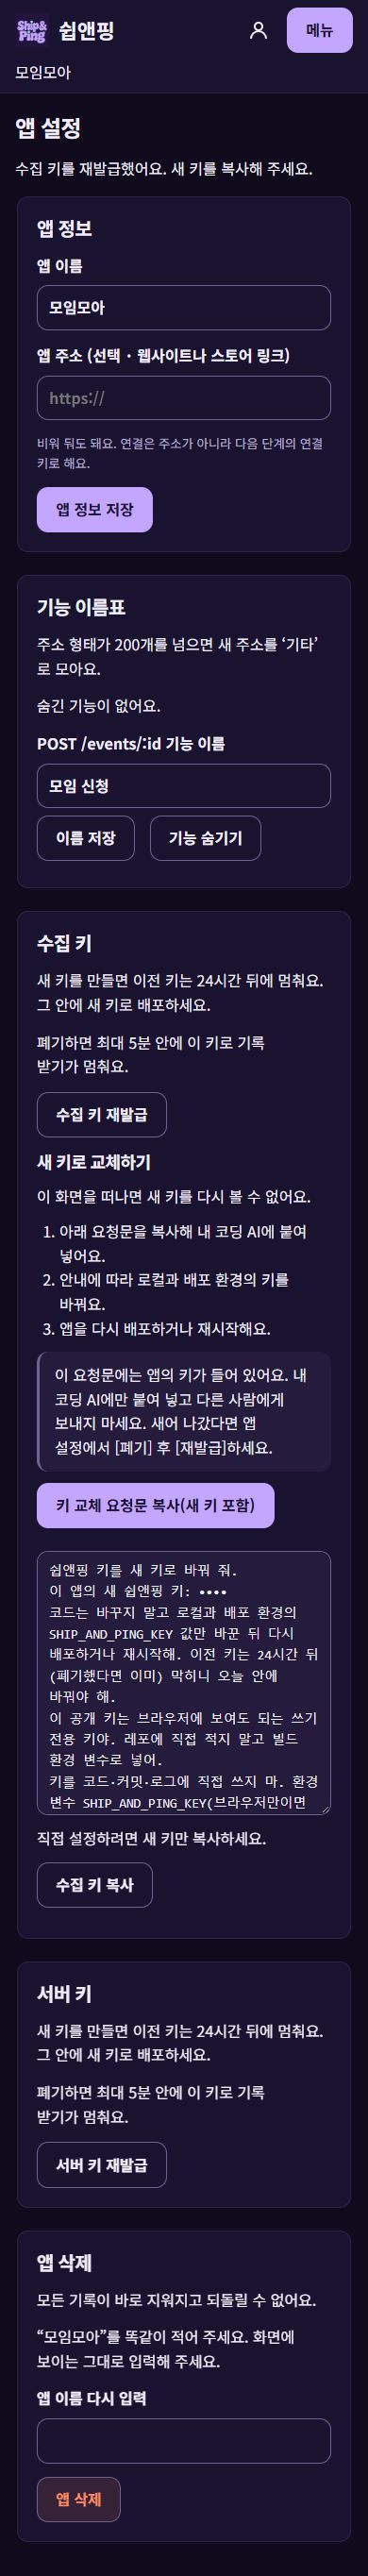 Ship&
Ping
쉽앤핑
메뉴
모임모아
앱 설정
수집 키를 재발급했어요. 새 키를 복사해 주세요.
앱 정보
앱 이름
모임모아
앱 주소 (선택 · 웹사이트나 스토어 링크)
https://
비워 둬도 돼요. 연결은 주소가 아니라 다음 단계의 연결
키로 해요.
앱 정보 저장
기능 이름표
주소 형태가 200개를 넘으면 새 주소를 ‘기타’
로 모아요.
숨긴 기능이 없어요.
POST /events/:id 기능 이름
모임 신청
이름 저장
기능 숨기기
수집 키
새 키를 만들면 이전 키는 24시간 뒤에 멈춰요.
그 안에 새 키로 배포하세요.
폐기하면 최대 5분 안에 이 키로 기록
받기가 멈춰요.
수집 키 재발급
새 키로 교체하기
이 화면을 떠나면 새 키를 다시 볼 수 없어요.
1. 아래 요청문을 복사해 내 코딩 AI에 붙여
넣어요.
2. 안내에 따라 로컬과 배포 환경의 키를
바꿔요.
3. 앱을 다시 배포하거나 재시작해요.
이 요청문에는 앱의 키가 들어 있어요. 내
코딩 AI에만 붙여 넣고 다른 사람에게
보내지 마세요. 새어 나갔다면 앱
설정에서 [폐기] 후 [재발급]하세요.
키 교체 요청문 복사(새 키 포함)
쉽앤핑 키를 새 키로 바꿔 줘.
이 앱의 새 쉽앤핑 키: ••••
코드는 바꾸지 말고 로컬과 배포 환경의
SHIP_AND_PING_KEY 값만 바꾼 뒤 다시
배포하거나 재시작해. 이전 키는 24시간 뒤
(폐기했다면 이미) 막히니 오늘 안에
바꿔야 해.
이 공개 키는 브라우저에 보여도 되는 쓰기
전용 키야. 레포에 직접 적지 말고 빌드
환경 변수로 넣어.
키를 코드·커밋·로그에 직접 쓰지 마. 환경
변수 SHIP_AND_PING_KEY(브라우저만이면
직접 설정하려면 새 키만 복사하세요.
수집 키 복사
서버 키
새 키를 만들면 이전 키는 24시간 뒤에 멈춰요.
그 안에 새 키로 배포하세요.
폐기하면 최대 5분 안에 이 키로 기록
받기가 멈춰요.
서버 키 재발급
앱 삭제
모든 기록이 바로 지워지고 되돌릴 수 없어요.
“모임모아”를 똑같이 적어 주세요. 화면에
보이는 그대로 입력해 주세요.
앱 이름 다시 입력
앱 삭제